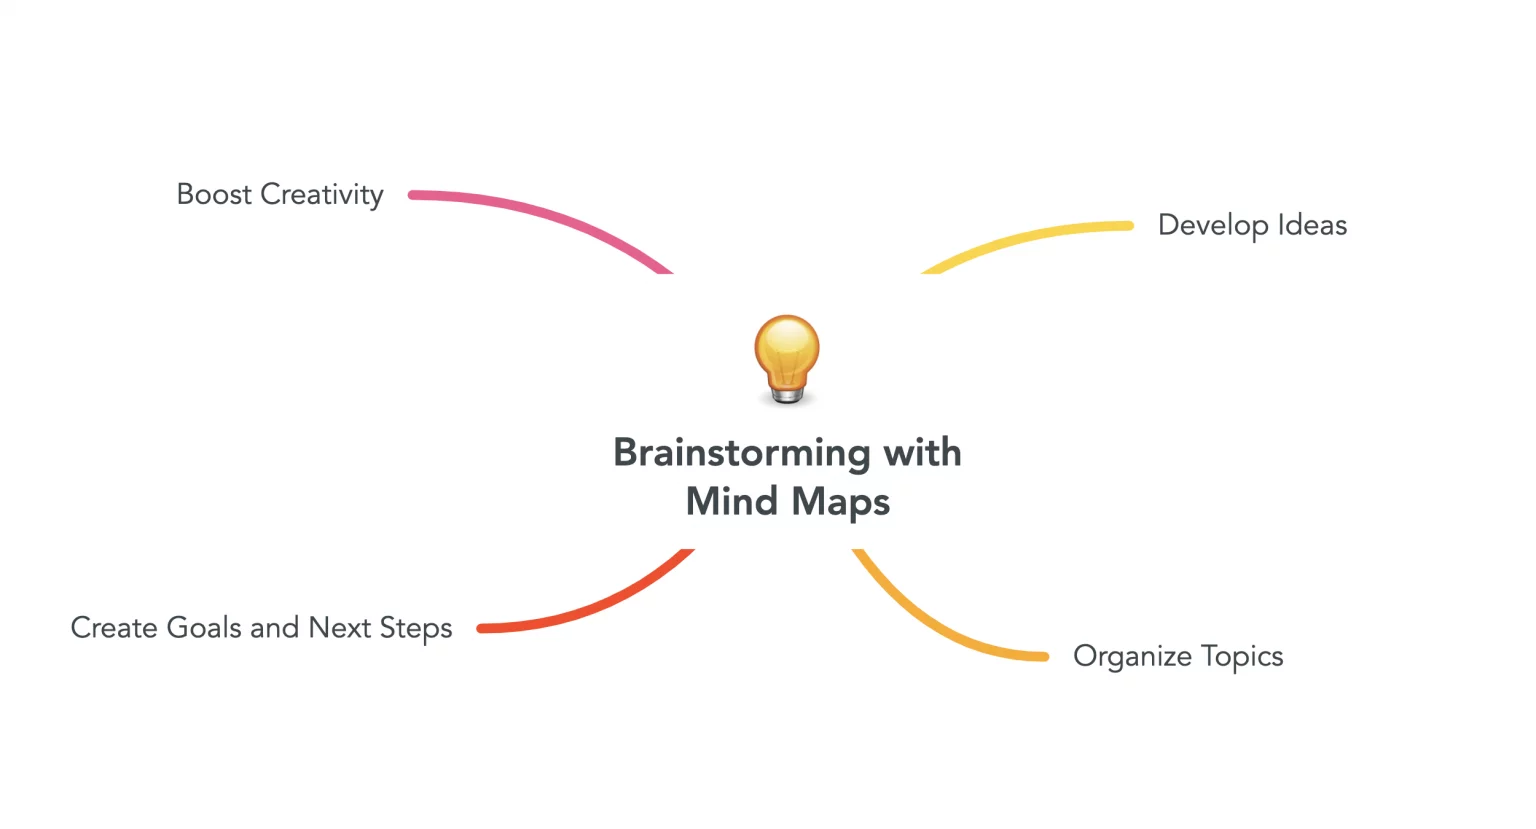 Boost Creativity
Develop Ideas
Brainstorming with
Mind Maps
Create Goals and Next Steps
Organize Topics